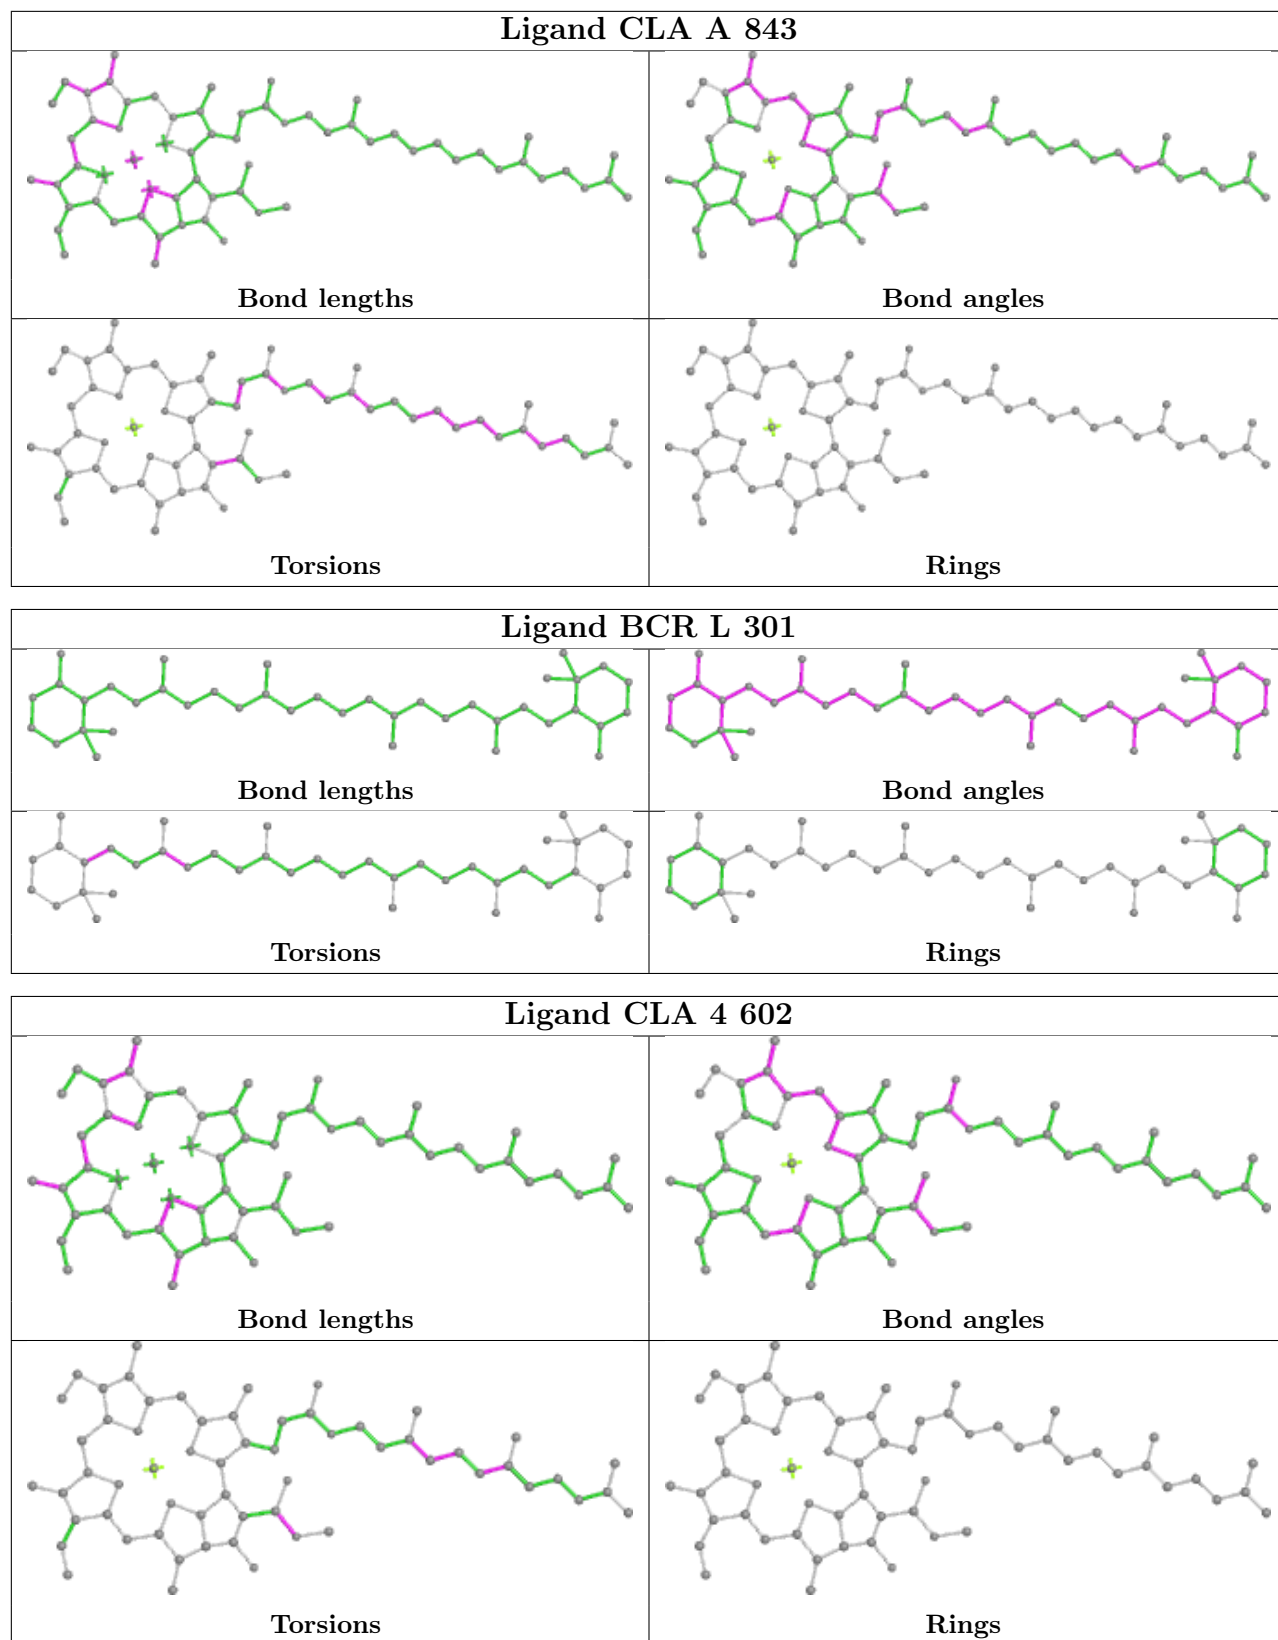 Ligand CLA A 843
Bond lengths
Bond angles
Torsions
Rings
Ligand BCR L 301
Bond lengths
Bond angles
Torsions
Rings
Ligand CLA 4 602
Bond lengths
Bond angles
Torsions
Rings